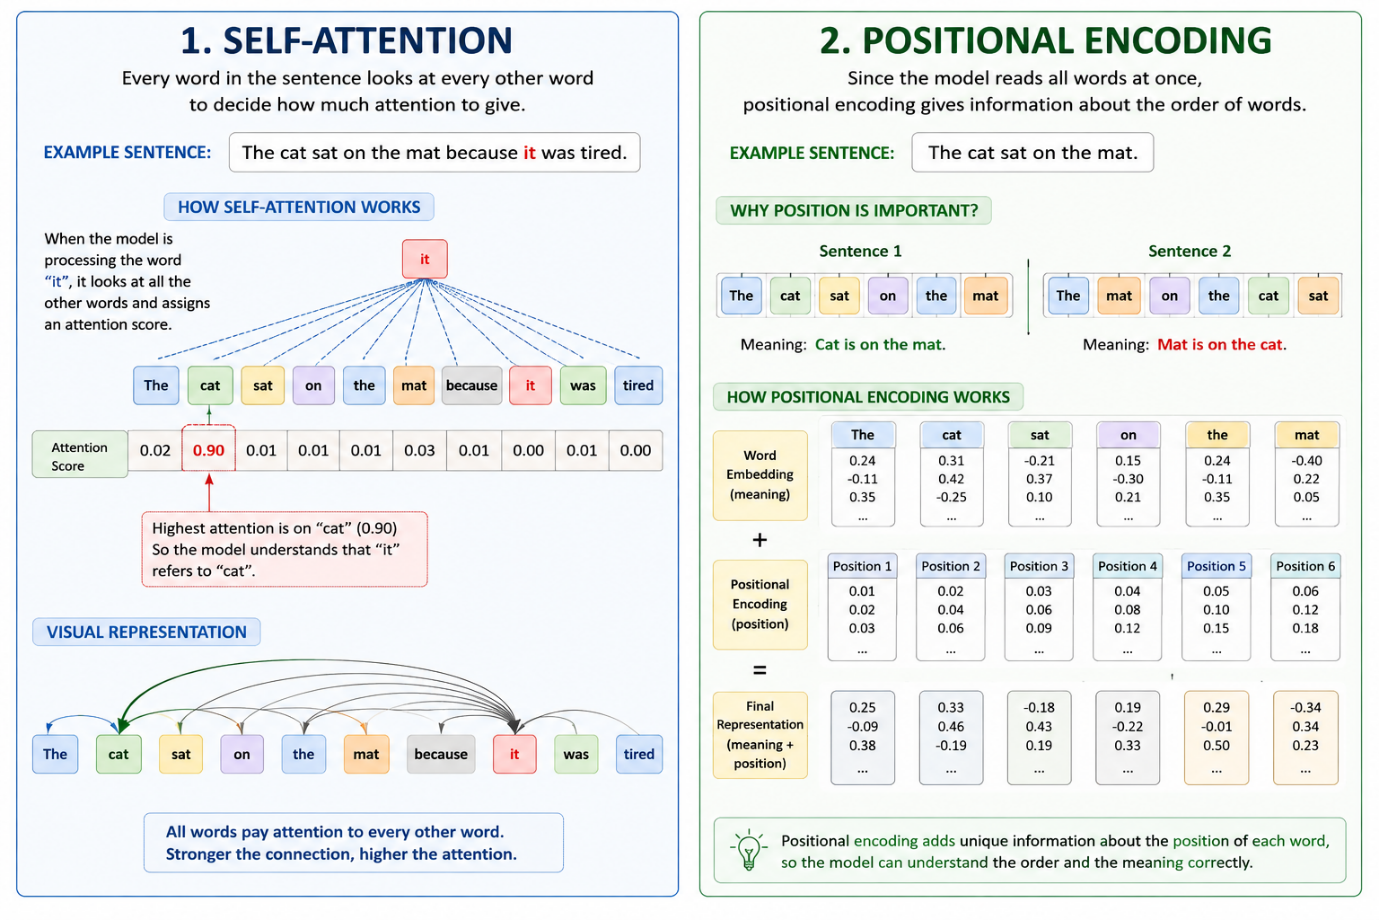 1. SELF-ATTENTION
Every word in the sentence looks at every other word
to decide how much attention to give.
EXAMPLE SENTENCE: The cat sat on the mat because it was tired.
HOW SELF-ATTENTION WORKS
When the model is
processing the word
“it”, it looks at all the
other words and assigns
an attention score.
it
The cat sat on the mat because it was tired
Attention
Score
0.02 0.90 0.01 0.01 0.01 0.03 0.01 0.00 0.01 0.00
Highest attention is on “cat” (0.90)
So the model understands that “it”
refers to “cat”.
VISUAL REPRESENTATION
The cat sat on the mat because it was tired
All words pay attention to every other word.
Stronger the connection, higher the attention.
2. POSITIONAL ENCODING
Since the model reads all words at once,
positional encoding gives information about the order of words.
EXAMPLE SENTENCE: The cat sat on the mat.
WHY POSITION IS IMPORTANT?
Sentence 1
The cat sat on the mat
Meaning: Cat is on the mat.
Sentence 2
The mat on the cat sat
Meaning: Mat is on the cat.
HOW POSITIONAL ENCODING WORKS
Word
Embedding
(meaning)
The cat sat on the mat
0.24 0.31 -0.21 0.15 0.24 -0.40
-0.11 0.42 0.37 -0.30 -0.11 0.22
0.35 -0.25 0.10 0.21 0.35 0.05
... ... ... ... ... ...
+
Positional
Encoding
(position)
Position 1 Position 2 Position 3 Position 4 Position 5 Position 6
0.01 0.02 0.03 0.04 0.05 0.06
0.02 0.04 0.06 0.08 0.10 0.12
0.03 0.06 0.09 0.12 0.15 0.18
... ... ... ... ... ...
=
Final
Representation
(meaning +
position)
0.25 0.33 -0.18 0.19 0.29 -0.34
-0.09 0.46 0.43 -0.22 -0.01 0.34
0.38 -0.19 0.19 0.33 0.50 0.23
... ... ... ... ... ...
Positional encoding adds unique information about the position of each word,
so the model can understand the order and the meaning correctly.